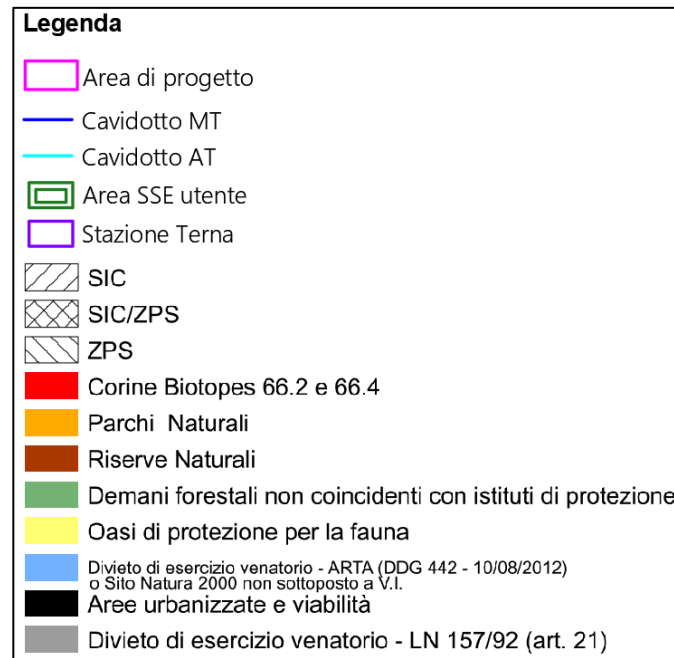 Legenda
Area di progetto
Cavidotto MT
Cavidotto AT
Area SSE utente
Stazione Terna
SIC
SIC/ZPS
ZPS
Corine Biotopes 66.2 e 66.4
Parchi Naturali
Riserve Naturali
Demani forestali non coincidenti con istituti di protezione
Oasi di protezione per la fauna
Divieto di esercizio venatorio - ARTA (DDG 442 - 10/08/2012)
o Sito Natura 2000 non sottoposto a V.I.
Aree urbanizzate e viabilità
Divieto di esercizio venatorio - LN 157/92 (art. 21)